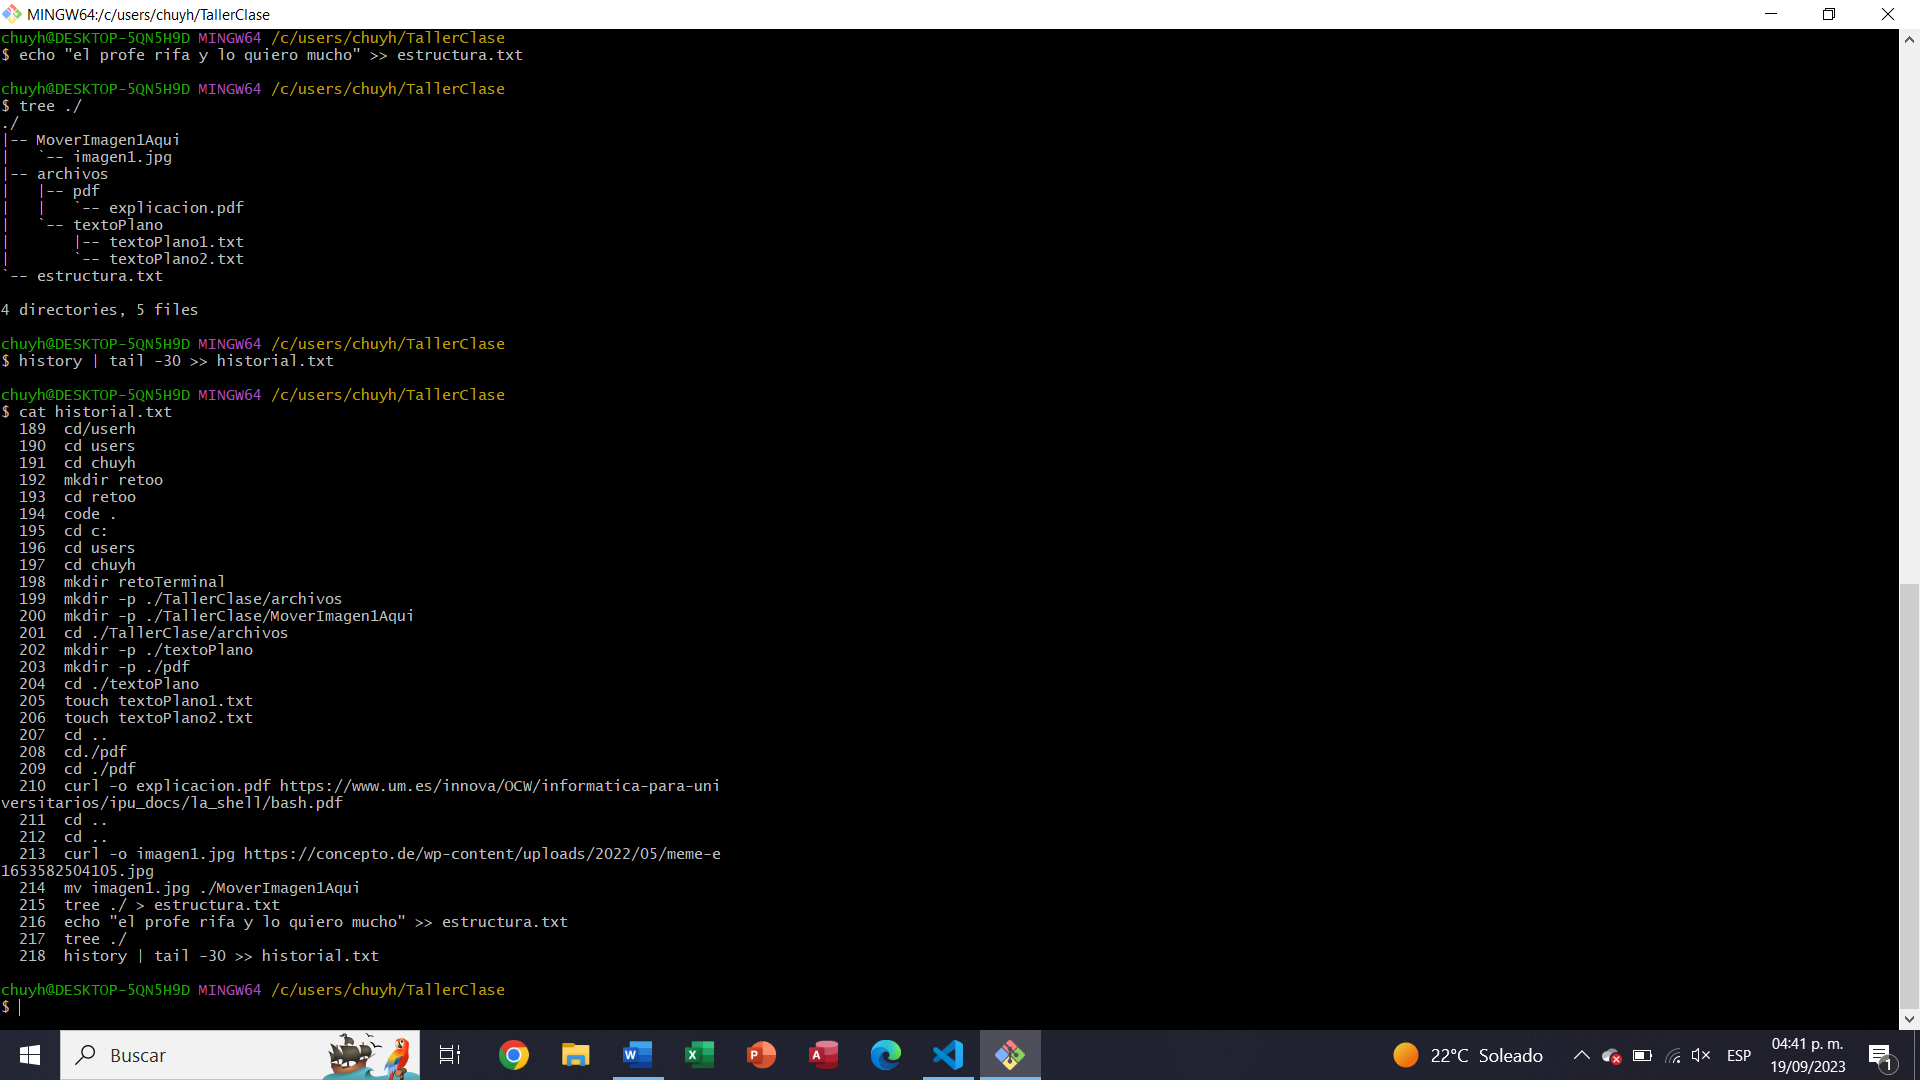 MINGW64:/c/users/chuyh/TallerClase
chuyh@DESKTOP-5QN5H9D MINGW64 /c/users/chuyh/TallerClase
$ echo "el profe rifa y lo quiero mucho" >> estructura.txt
chuyh@DESKTOP-5QN5H9D MINGW64 /c/users/chuyh/TallerClase
$ tree ./
./
|-- MoverImagen1Aqui
|   `-- imagen1.jpg
|-- archivos
|   |-- pdf
|   |   `-- explicacion.pdf
|   `-- textoPlano
|       |-- textoPlano1.txt
|       `-- textoPlano2.txt
`-- estructura.txt
4 directories, 5 files
chuyh@DESKTOP-5QN5H9D MINGW64 /c/users/chuyh/TallerClase
$ history | tail -30 >> historial.txt
chuyh@DESKTOP-5QN5H9D MINGW64 /c/users/chuyh/TallerClase
$ cat historial.txt
  189  cd/userh
  190  cd users
  191  cd chuyh
  192  mkdir retoo
  193  cd retoo
  194  code .
  195  cd c:
  196  cd users
  197  cd chuyh
  198  mkdir retoTerminal
  199  mkdir -p ./TallerClase/archivos
  200  mkdir -p ./TallerClase/MoverImagen1Aqui
  201  cd ./TallerClase/archivos
  202  mkdir -p ./textoPlano
  203  mkdir -p ./pdf
  204  cd ./textoPlano
  205  touch textoPlano1.txt
  206  touch textoPlano2.txt
  207  cd ..
  208  cd./pdf
  209  cd ./pdf
  210  curl -o explicacion.pdf https://www.um.es/innova/OCW/informatica-para-uni
versitarios/ipu_docs/la_shell/bash.pdf
  211  cd ..
  212  cd ..
  213  curl -o imagen1.jpg https://concepto.de/wp-content/uploads/2022/05/meme-e
1653582504105.jpg
  214  mv imagen1.jpg ./MoverImagen1Aqui
  215  tree ./ > estructura.txt
  216  echo "el profe rifa y lo quiero mucho" >> estructura.txt
  217  tree ./
  218  history | tail -30 >> historial.txt
chuyh@DESKTOP-5QN5H9D MINGW64 /c/users/chuyh/TallerClase
$
Buscar
22°C Soleado
ESP
04:41 p. m.
19/09/2023
1